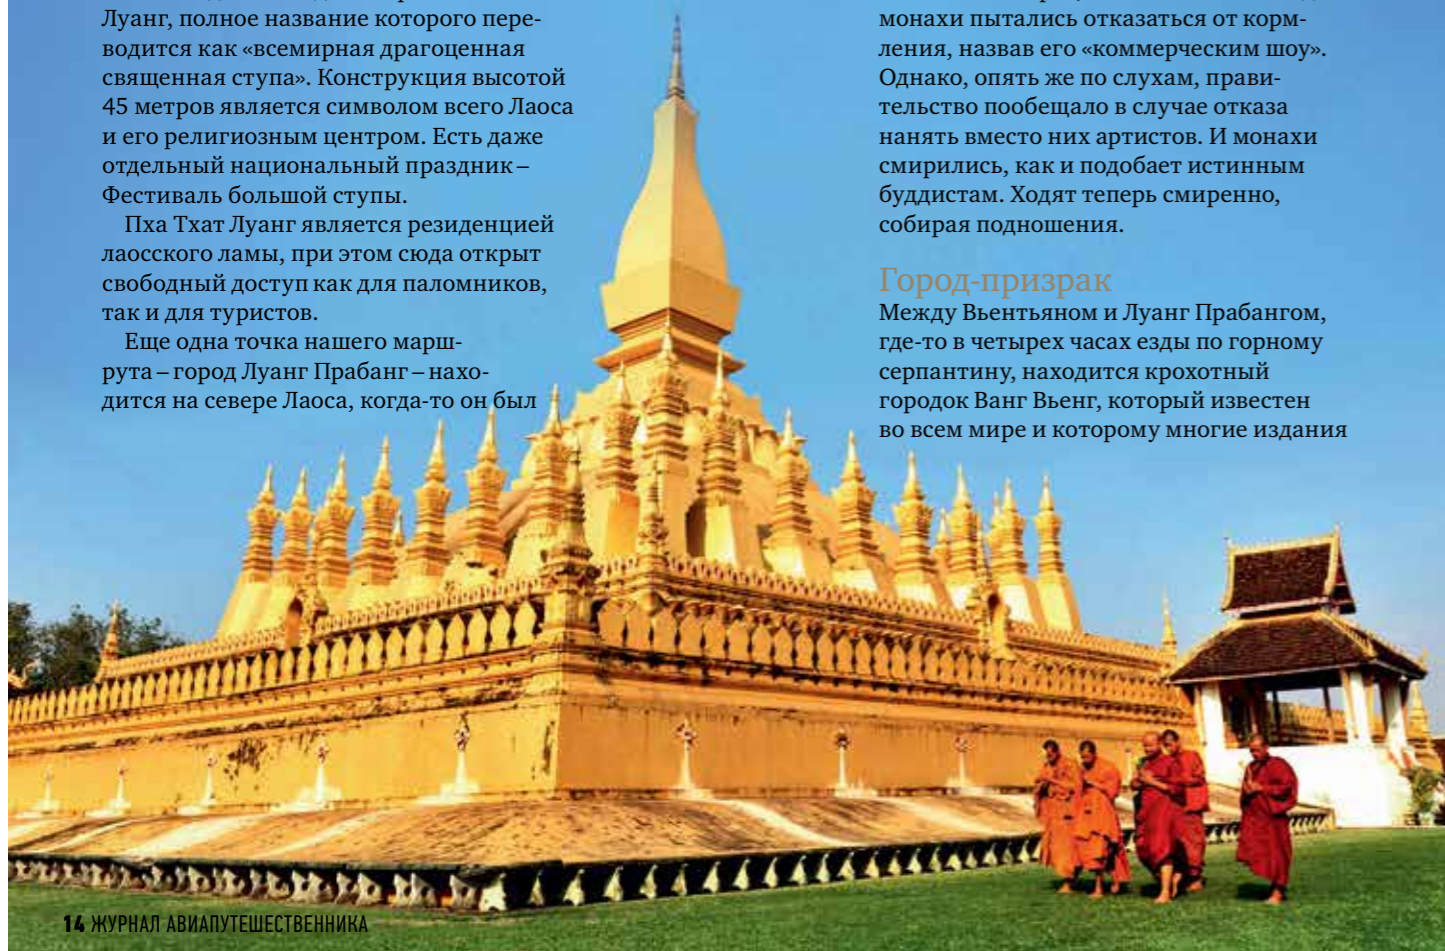 Луанг, полное название которого пере-
водится как «всемирная драгоценная
священная ступа». Конструкция высотой
45 метров является символом всего Лаоса
и его религиозным центром. Есть даже
отдельный национальный праздник –
Фестиваль большой ступы.
Пха Тхат Луанг является резиденцией
лаосского ламы, при этом сюда открыт
свободный доступ как для паломников,
так и для туристов.
Еще одна точка нашего марш-
рута – город Луанг Прабанг – нахо-
дится на севере Лаоса, когда-то он был
монахи пытались отказаться от корм-
ления, назвав его «коммерческим шоу».
Однако, опять же по слухам, прави-
тельство пообещало в случае отказа
нанять вместо них артистов. И монахи
смирились, как и подобает истинным
буддистам. Ходят теперь смиренно,
собирая подношения.
Город-призрак
Между Вьентьяном и Луанг Прабангом,
где-то в четырех часах езды по горному
серпантину, находится крохотный
городок Ванг Вьенг, который известен
во всем мире и которому многие издания
14 ЖУРНАЛ АВИАПУТЕШЕСТВЕННИКА